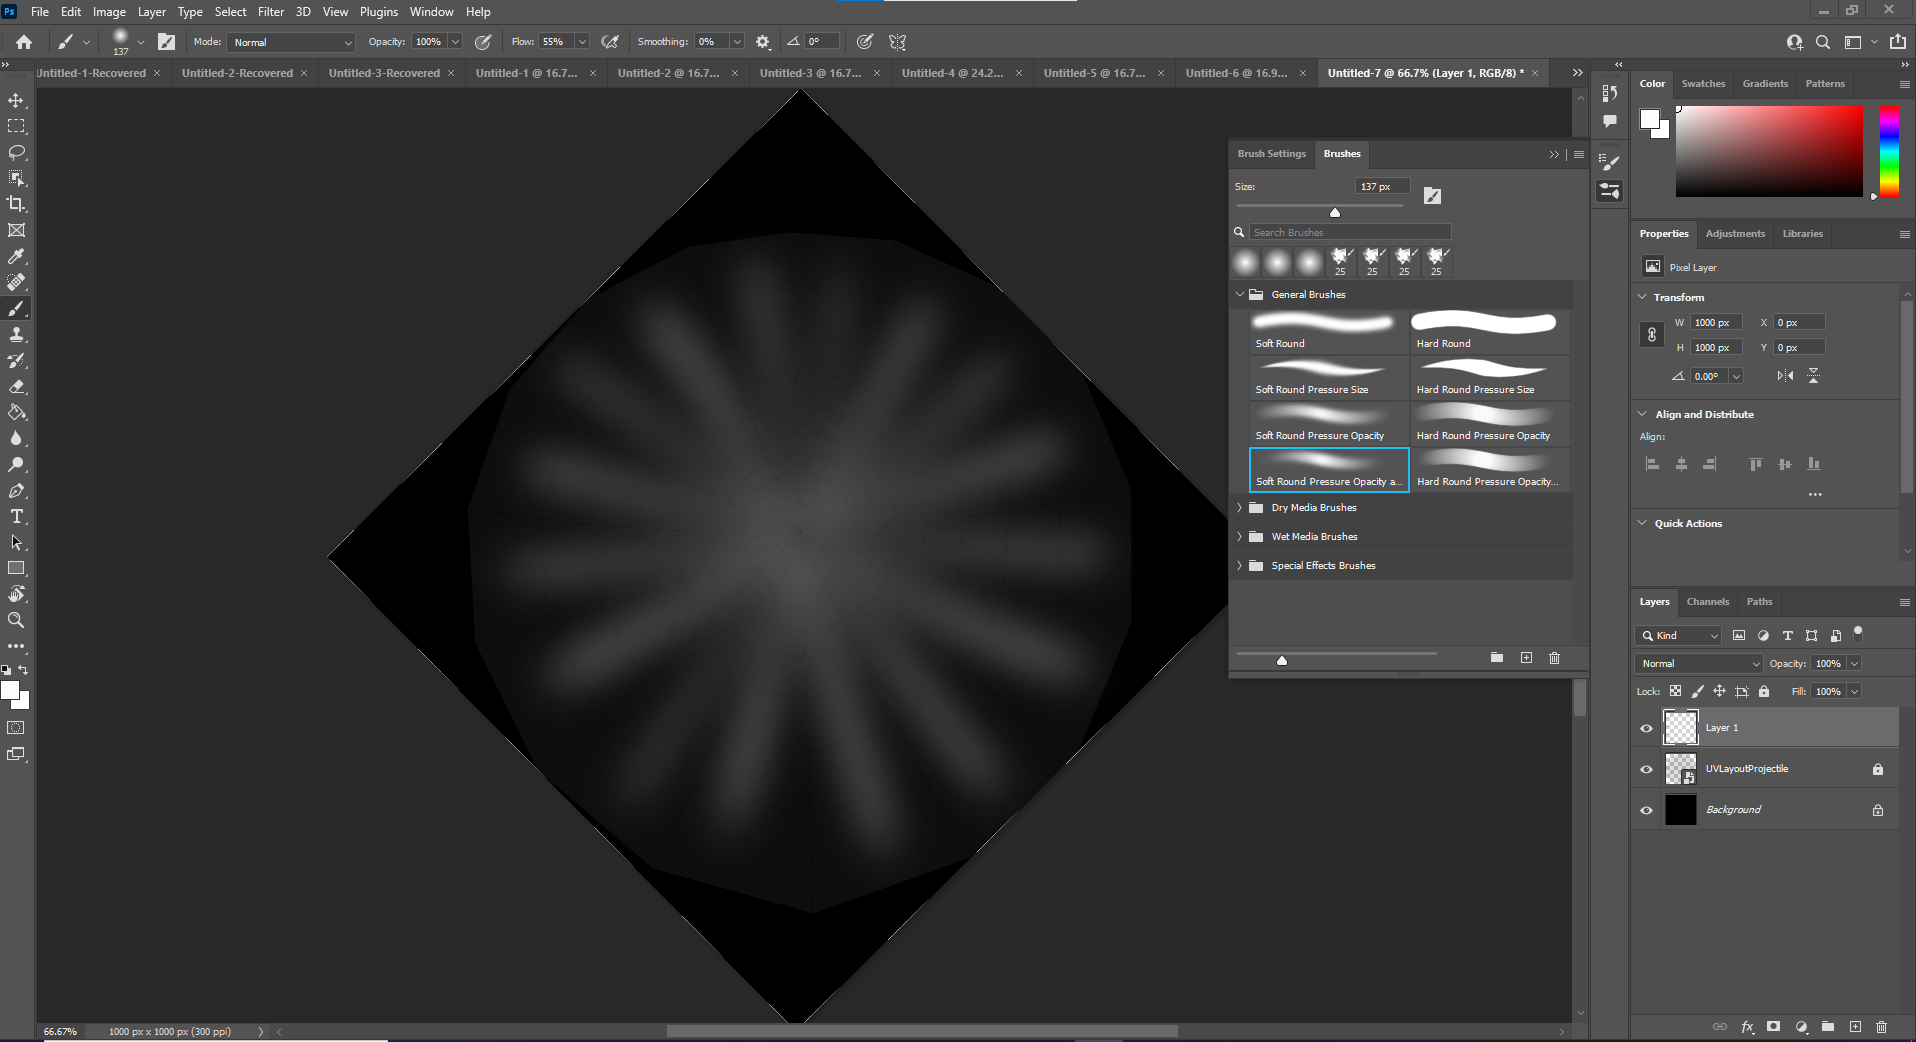 Ps File Edit Image Layer Type Select Filter 3D View Plugins Window Help
137 Mode: Normal Opacity: 100% Flow: 55% Smoothing: 0% 0°
Untitled-1-Recovered Untitled-2-Recovered Untitled-3-Recovered Untitled-1 @ 16.7... Untitled-2 @ 16.7... Untitled-3 @ 16.7... Untitled-4 @ 24.2... Untitled-5 @ 16.7... Untitled-6 @ 16.9... Untitled-7 @ 66.7% (Layer 1, RGB/8) *
Brush Settings Brushes
Size: 137 px
Search Brushes
25 25 25 25
General Brushes
Soft Round Hard Round
Soft Round Pressure Size Hard Round Pressure Size
Soft Round Pressure Opacity Hard Round Pressure Opacity
Soft Round Pressure Opacity a... Hard Round Pressure Opacity...
Dry Media Brushes
Wet Media Brushes
Special Effects Brushes
Color Swatches Gradients Patterns
Properties Adjustments Libraries
Pixel Layer
Transform
W 1000 px X 0 px
H 1000 px Y 0 px
0.00°
Align and Distribute
Align:
Quick Actions
Layers Channels Paths
Kind
Normal Opacity: 100%
Lock: Fill: 100%
Layer 1
UVLayoutProjectile
Background
66.67% 1000 px x 1000 px (300 ppi)